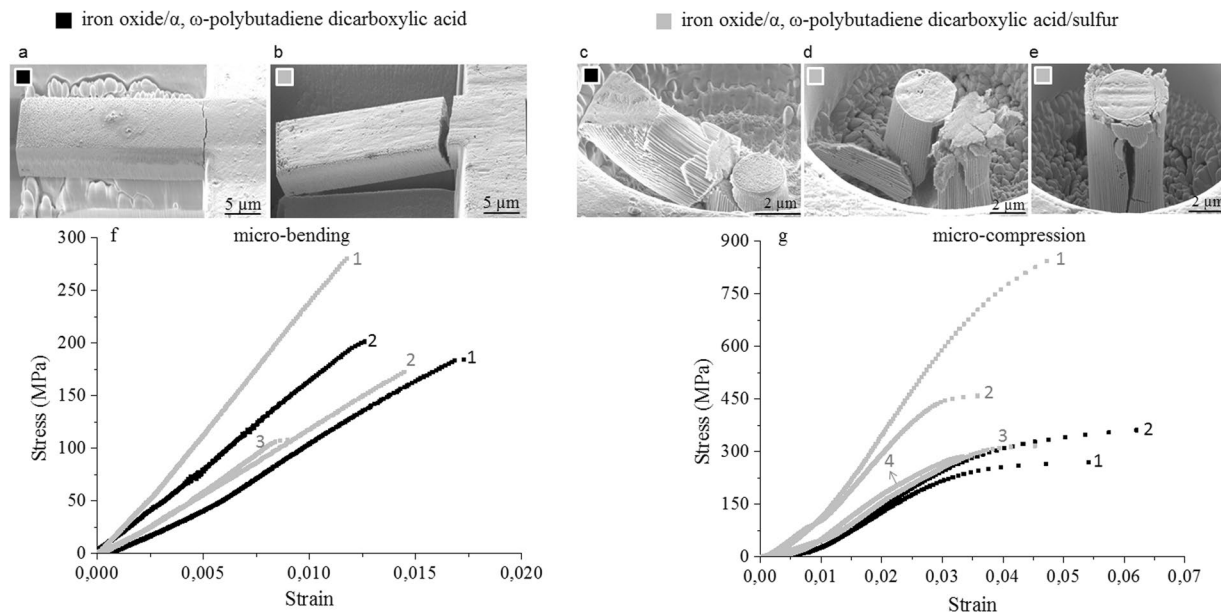 iron oxide/α, ω-polybutadiene dicarboxylic acid
iron oxide/α, ω-polybutadiene dicarboxylic acid/sulfur
a
b
c
d
e
5 µm
5 µm
2 µm
2 µm
2 µm
f
micro-bending
300
250
200
150
100
50
0
Stress (MPa)
1
2
2
1
3
0,000
0,005
0,010
0,015
0,020
Strain
g
micro-compression
900
750
600
450
300
150
0
Stress (MPa)
1
2
3
2
4
1
0,00
0,01
0,02
0,03
0,04
0,05
0,06
0,07
Strain